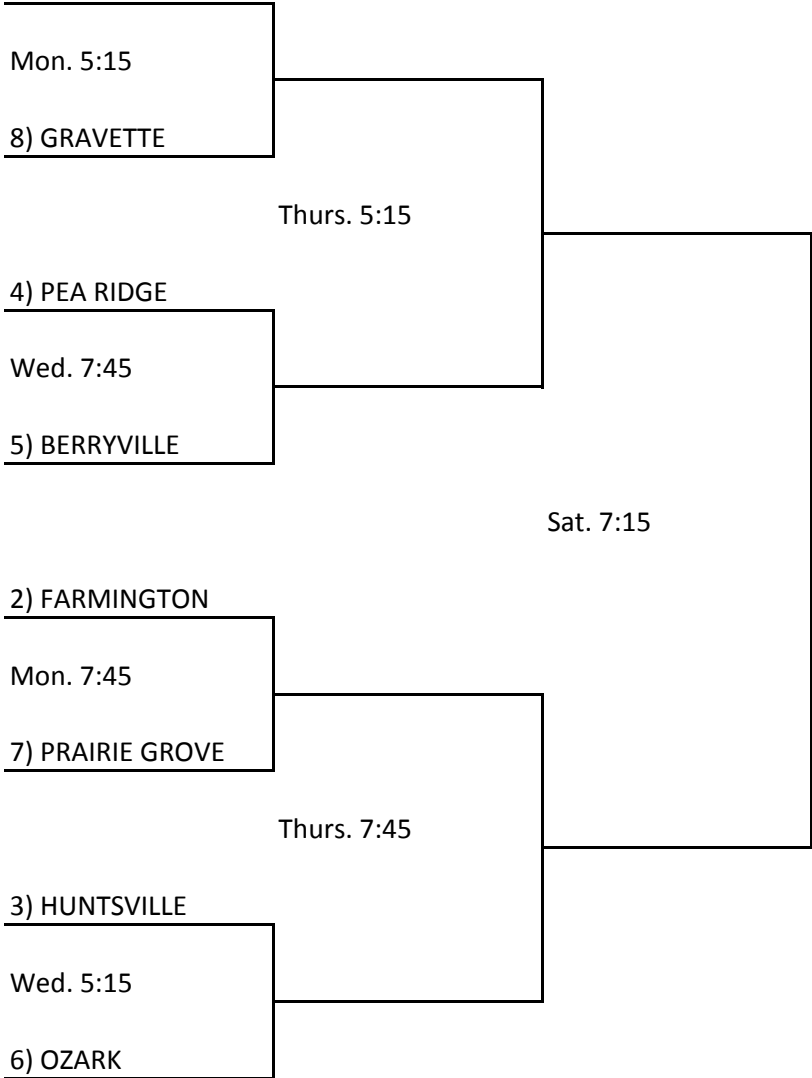 Mon. 5:15
8) GRAVETTE
Thurs. 5:15
4) PEA RIDGE
Wed. 7:45
5) BERRYVILLE
Sat. 7:15
2) FARMINGTON
Mon. 7:45
7) PRAIRIE GROVE
Thurs. 7:45
3) HUNTSVILLE
Wed. 5:15
6) OZARK